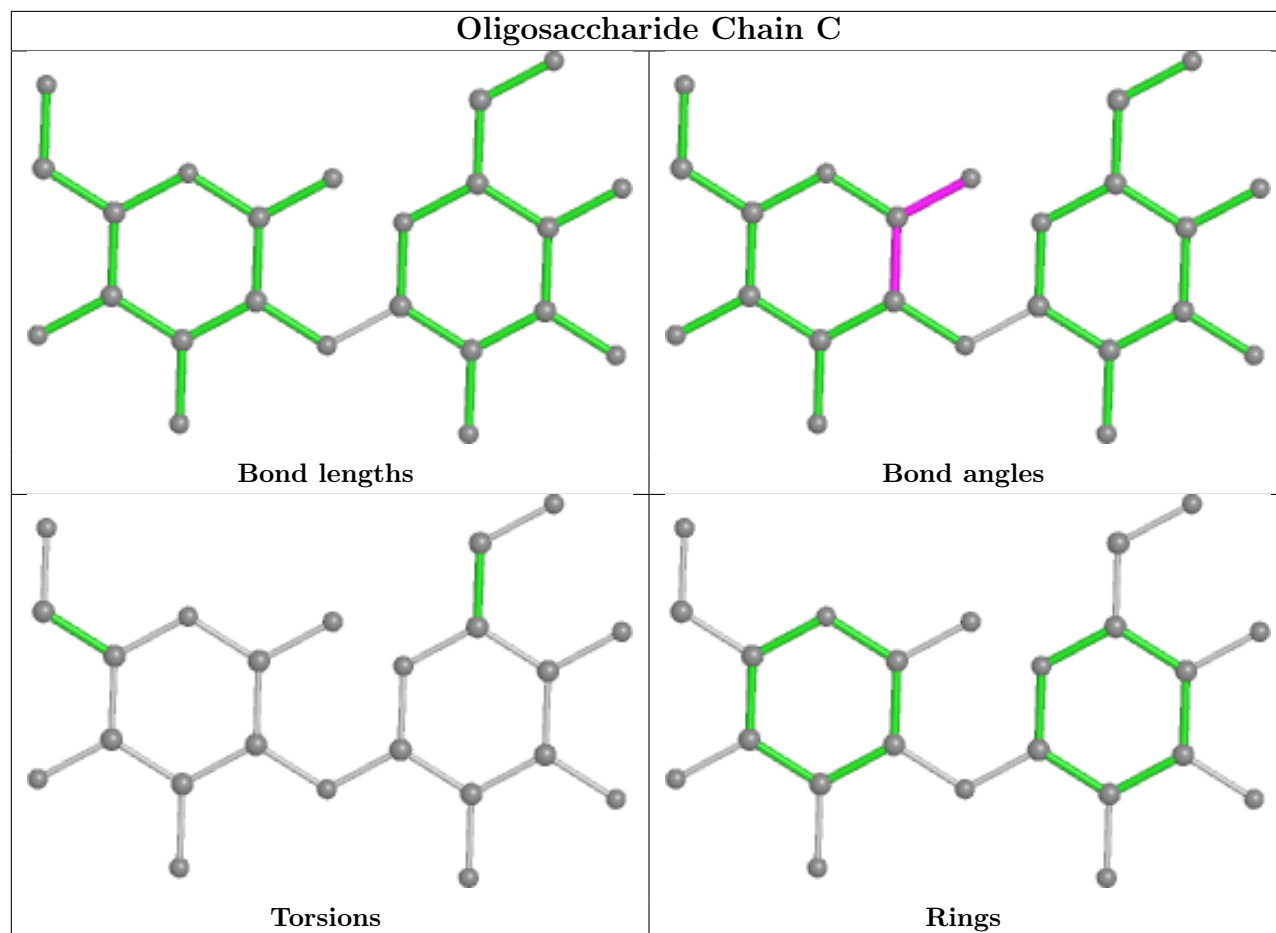 Oligosaccharide Chain C
Bond lengths
Bond angles
Torsions
Rings